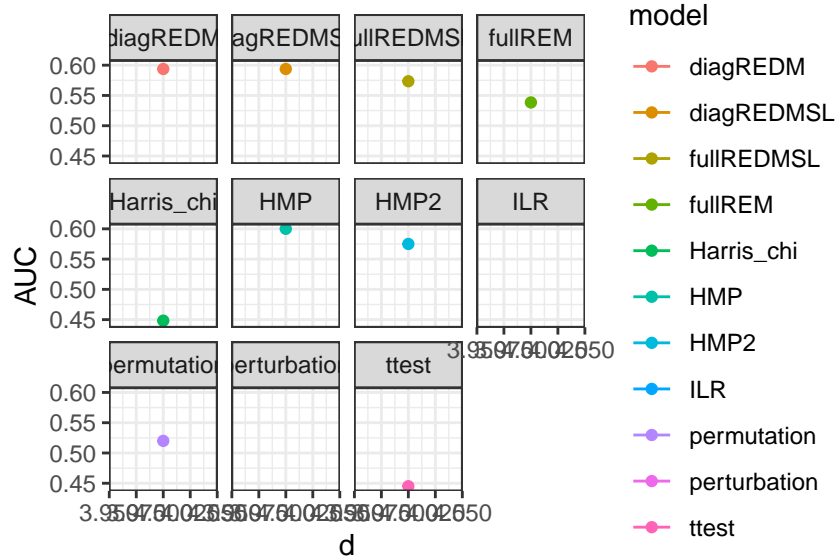 model
diagREDM
agREDMS
ullREDMS
fullREM
0.60
0.55
0.50
0.45
Harris_chi
HMP
HMP2
ILR
0.60
0.55
0.50
0.45
permutation
perturbation
ttest
0.60
0.55
0.50
0.45
AUC
d
diagREDM
diagREDMSL
fullREDMSL
fullREM
Harris_chi
HMP
HMP2
ILR
permutation
perturbation
ttest